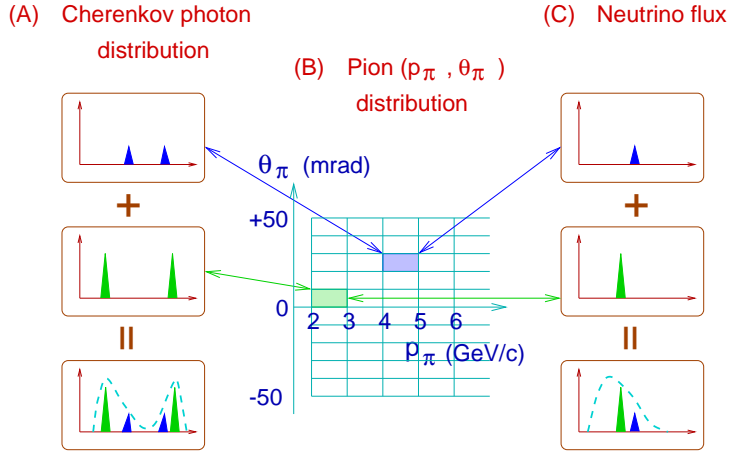 (A) Cherenkov photon
distribution
(B) Pion (pπ , θπ )
distribution
(C) Neutrino flux
θπ (mrad)
+50
0
-50
2 3 4 5 6
pπ (GeV/c)
+
=
+
=